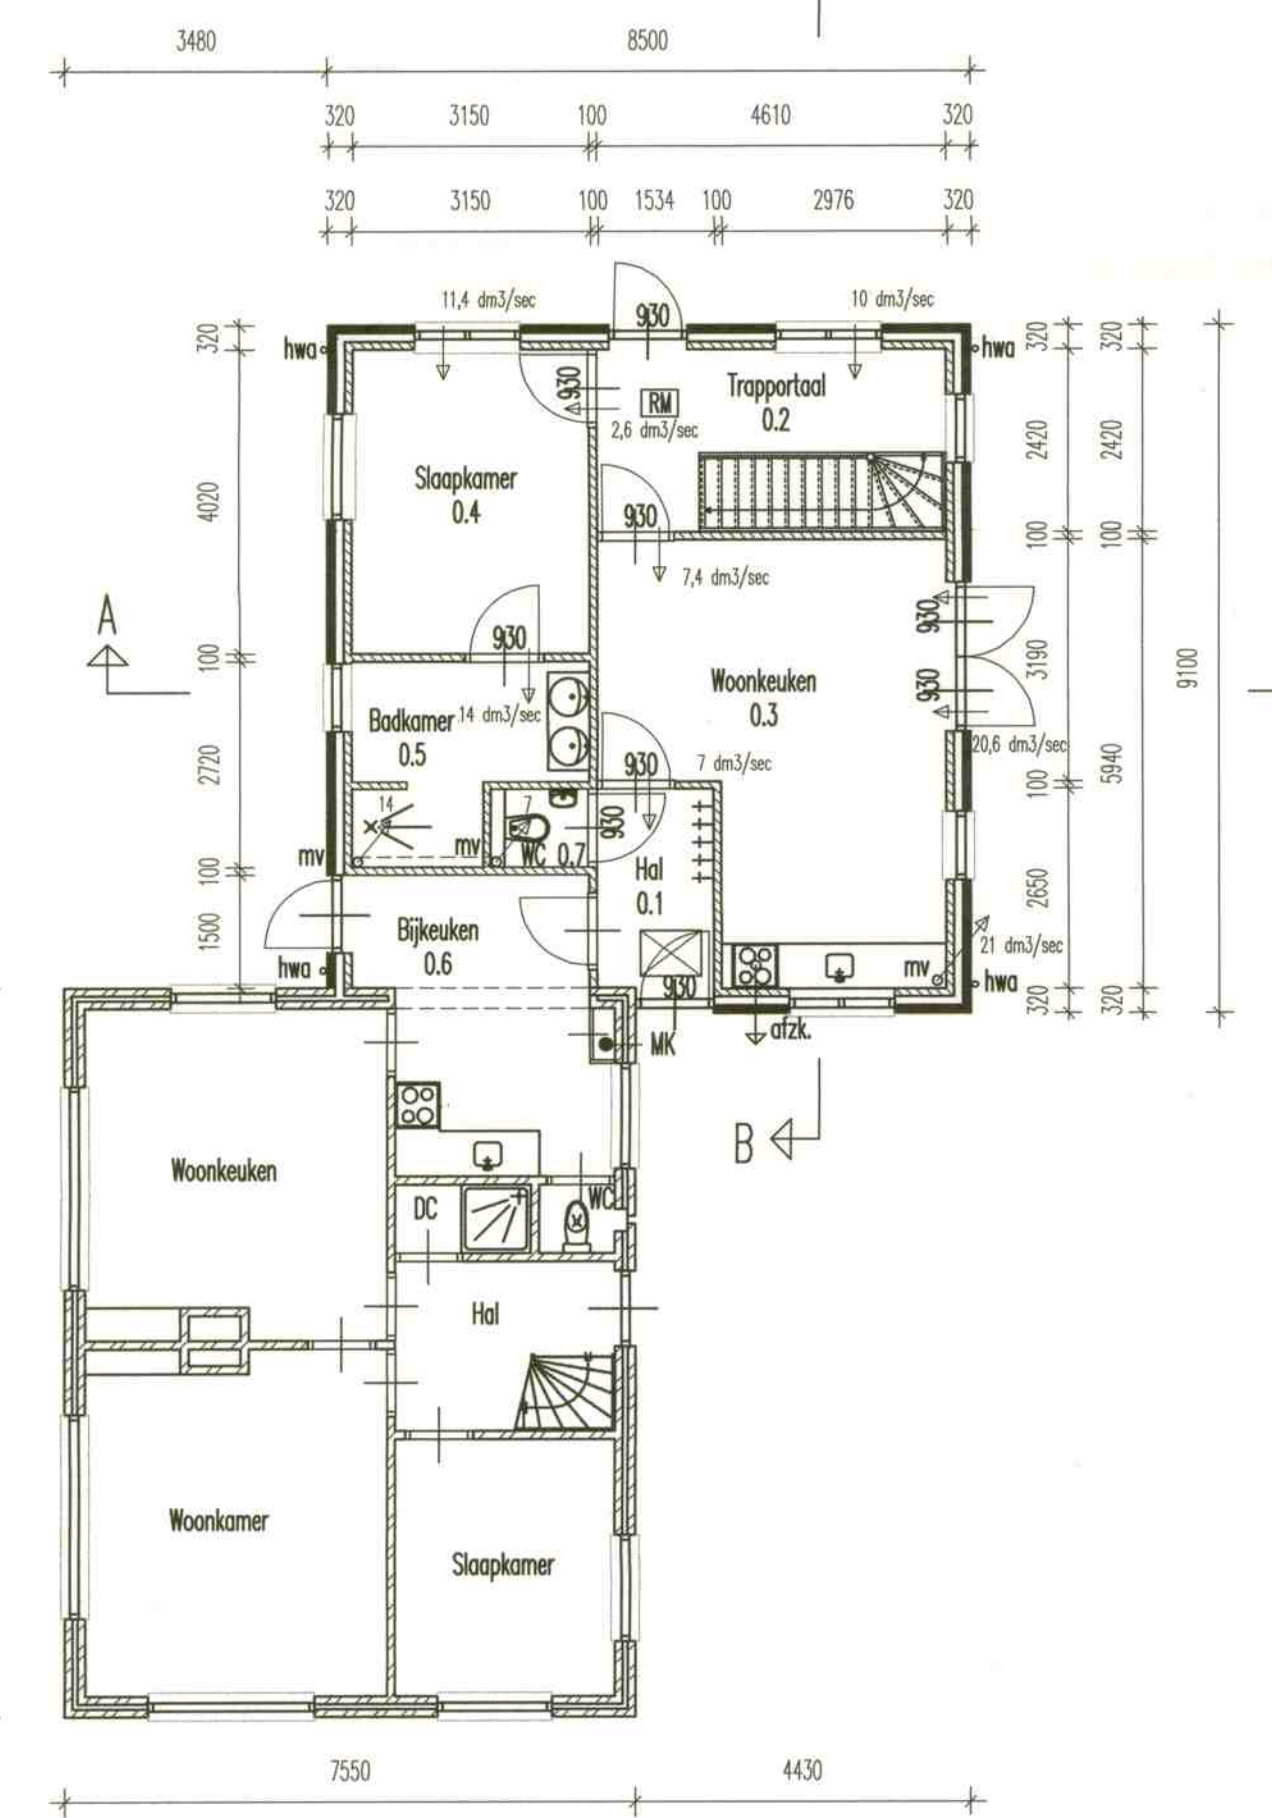 3480 8500
320 3150 100 4610 320
320 3150 100 1534 100 2976 320
11,4 dm3/sec 10 dm3/sec
930
320 hwa hwa 320 320
930 RM Trapportaal
2,6 dm3/sec 0.2
2420 2420
Slaapkamer
0.4
4020
930
100 100
7,4 dm3/sec
A
930
930
100 3190 9100
Woonkeuken
0.3
Badkamer 14 dm3/sec
0.5
930
20,6 dm3/sec
2720 930 7 dm3/sec 100 5940
14 7 930
mv mv WC 0.7
100 Hal
0.1
2650
1500 Bijkeuken
0.6
21 dm3/sec
hwa mv hwa
930
320 320
MK afzk.
B
Woonkeuken
DC WC
Hal
Woonkamer
Slaapkamer
7550 4430